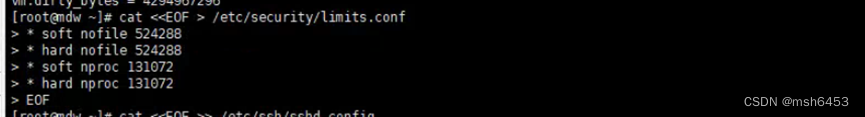 vm.dirty_bytes = 4294967296
[root@mdw ~]# cat <<EOF > /etc/security/limits.conf
> * soft nofile 524288
> * hard nofile 524288
> * soft nproc 131072
> * hard nproc 131072
> EOF
[root@mdw ~]# cat <<EOF >> /etc/ssh/sshd_config
CSDN @msh6453